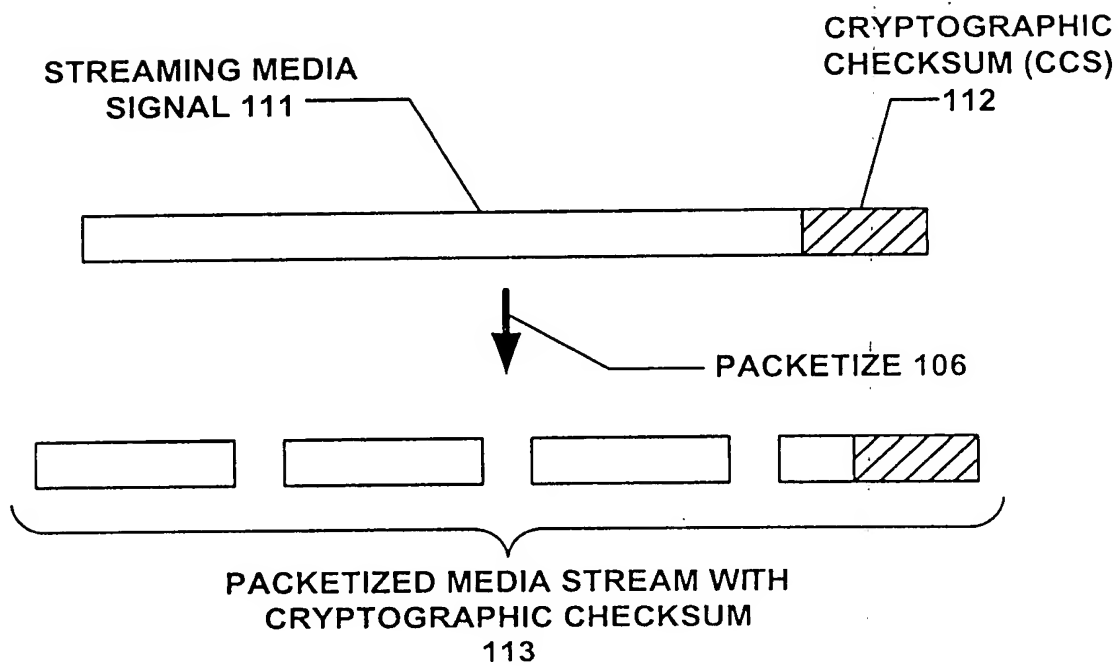 CRYPTOGRAPHIC
CHECKSUM (CCS)
112
STREAMING MEDIA
SIGNAL 111
PACKETIZE 106
PACKETIZED MEDIA STREAM WITH
CRYPTOGRAPHIC CHECKSUM
113